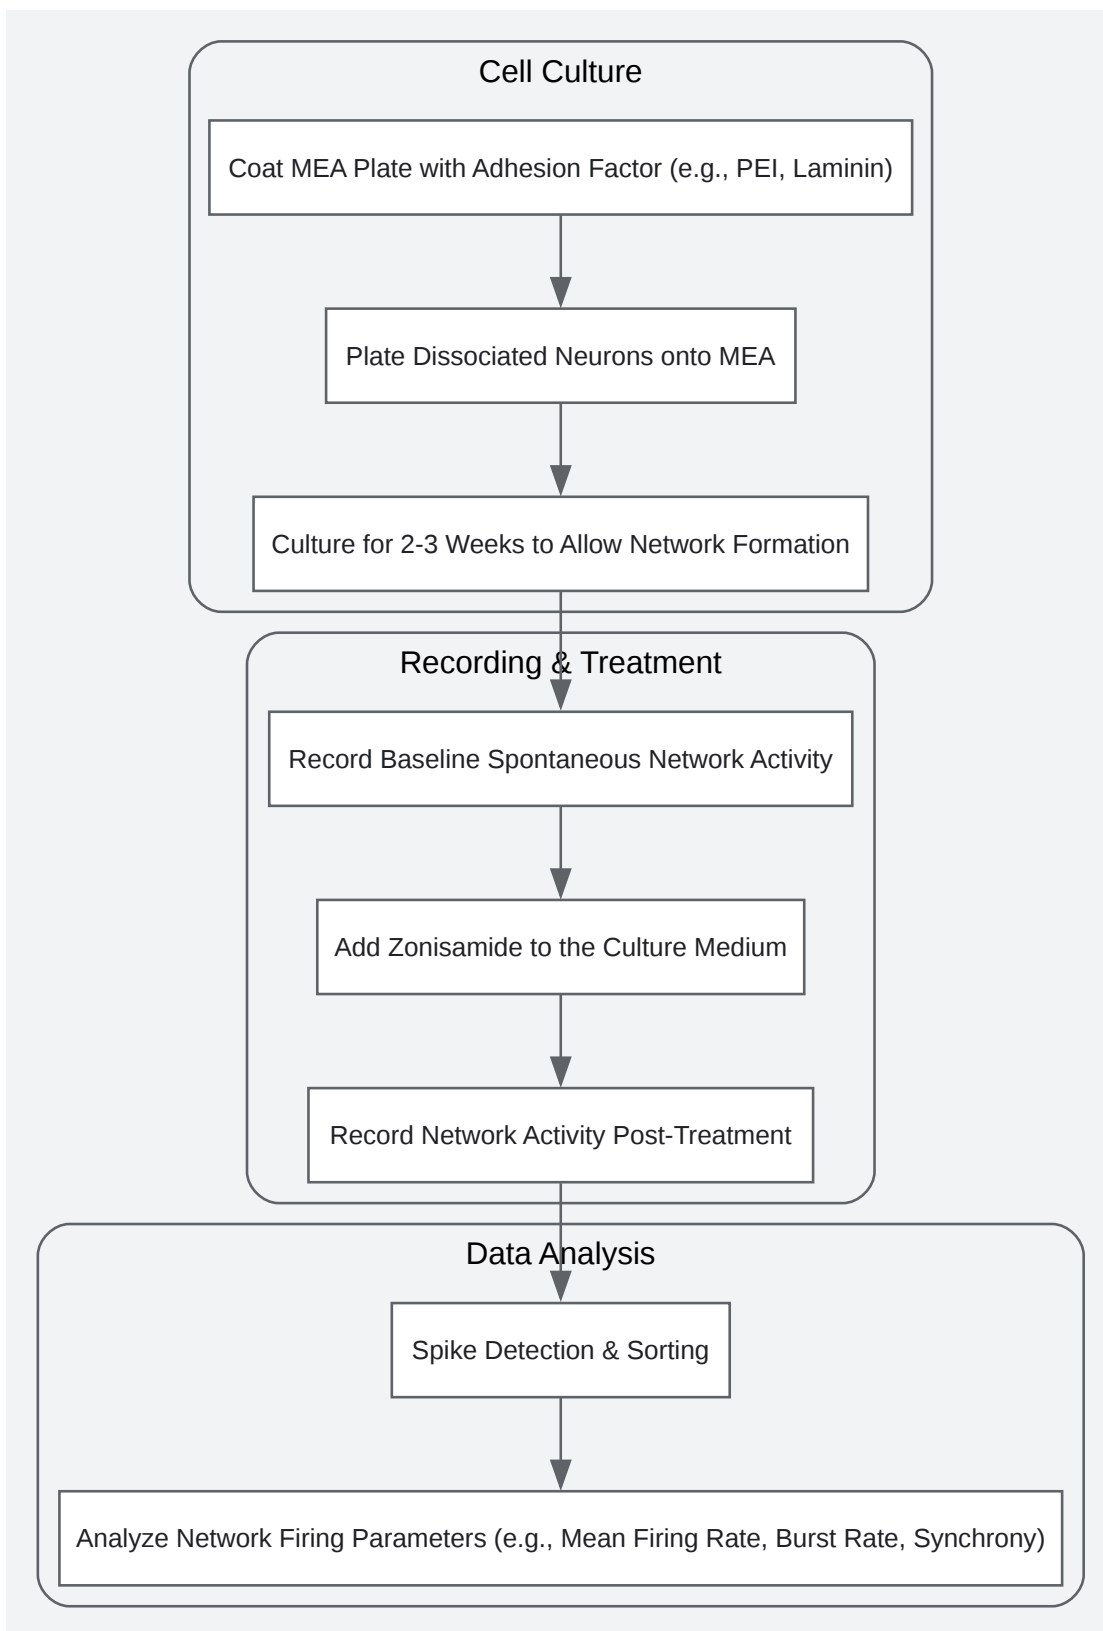 Cell Culture
Coat MEA Plate with Adhesion Factor (e.g., PEI, Laminin)
Plate Dissociated Neurons onto MEA
Culture for 2-3 Weeks to Allow Network Formation
Recording & Treatment
Record Baseline Spontaneous Network Activity
Add Zonisamide to the Culture Medium
Record Network Activity Post-Treatment
Data Analysis
Spike Detection & Sorting
Analyze Network Firing Parameters (e.g., Mean Firing Rate, Burst Rate, Synchrony)